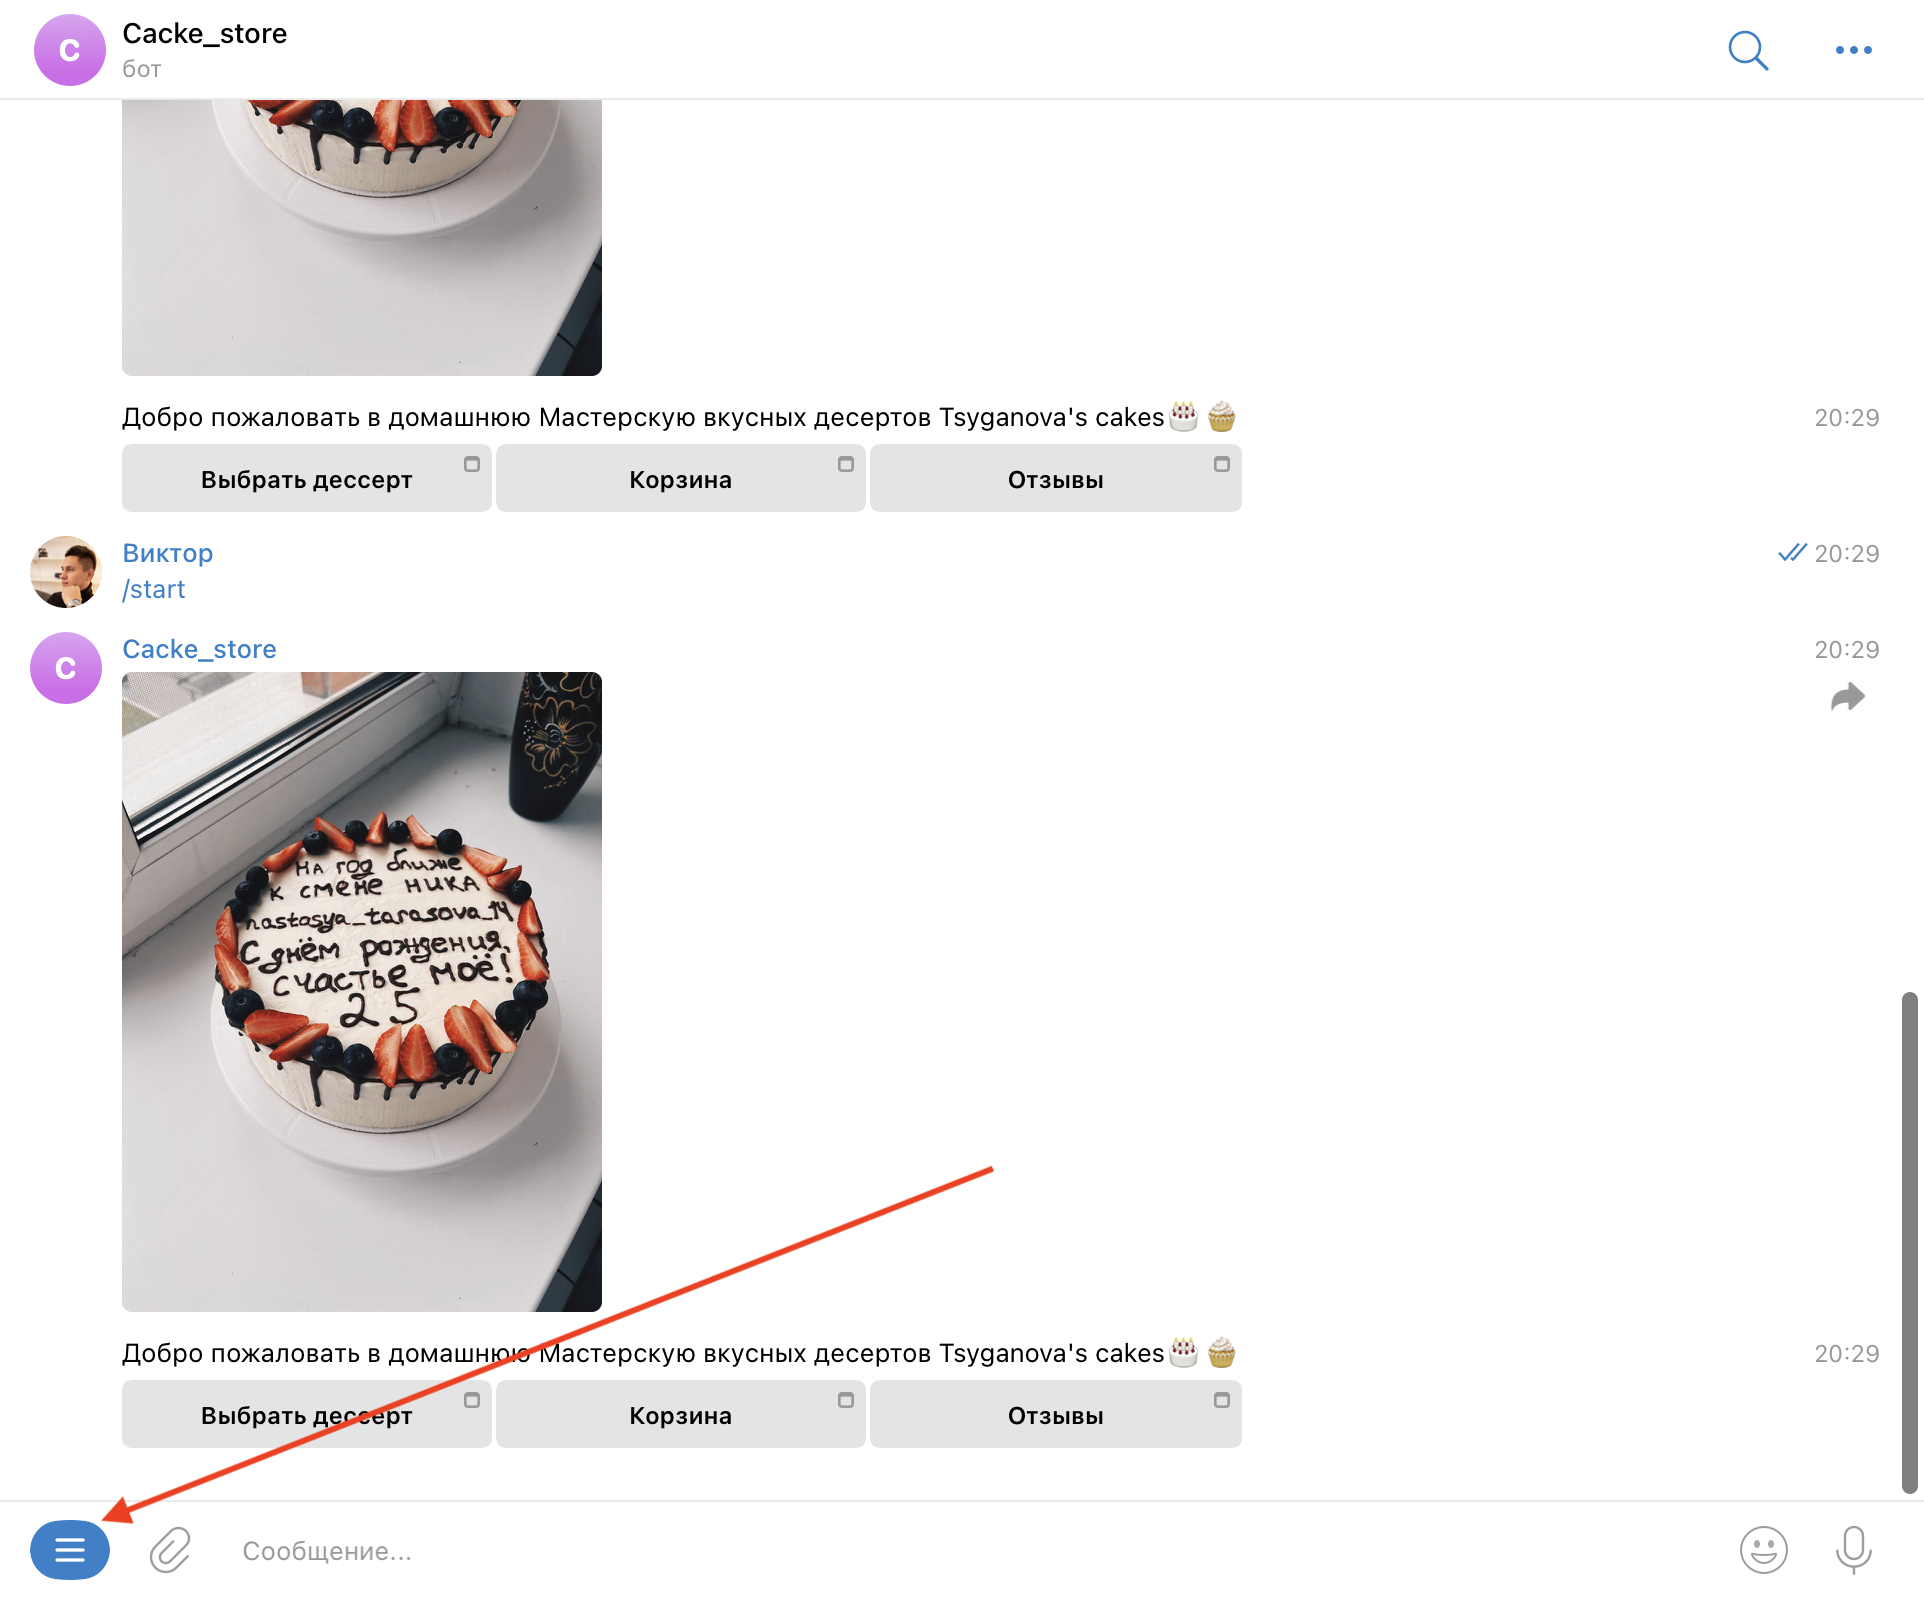 C
Cacke_store
бот
Добро пожаловать в домашнюю Мастерскую вкусных десертов Tsyganova's cakes🎂🧁
20:29
Выбрать дессерт
Корзина
Отзывы
Виктор
20:29
/start
C
Cacke_store
20:29
На год ближе
к смене ника
nastasya_tarasova_14
С днём рождения,
счастье моё!
25
Добро пожаловать в домашнюю Мастерскую вкусных десертов Tsyganova's cakes🎂🧁
20:29
Выбрать дессерт
Корзина
Отзывы
Сообщение...